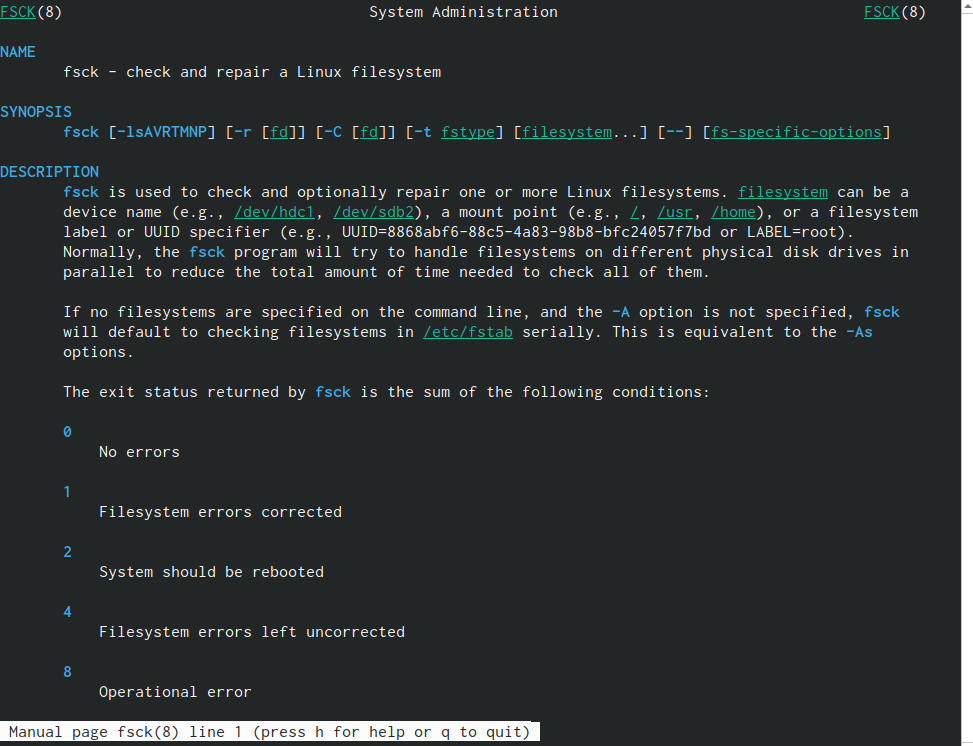 FSCK(8) System Administration FSCK(8)
NAME
fsck - check and repair a Linux filesystem
SYNOPSIS
fsck [-lsAVRTMNP] [-r [fd]] [-C [fd]] [-t fstype] [filesystem...] [--] [fs-specific-options]
DESCRIPTION
fsck is used to check and optionally repair one or more Linux filesystems. filesystem can be a
device name (e.g., /dev/hdc1, /dev/sdb2), a mount point (e.g., /, /usr, /home), or a filesystem
label or UUID specifier (e.g., UUID=8868abf6-88c5-4a83-98b8-bfc24057f7bd or LABEL=root).
Normally, the fsck program will try to handle filesystems on different physical disk drives in
parallel to reduce the total amount of time needed to check all of them.
If no filesystems are specified on the command line, and the -A option is not specified, fsck
will default to checking filesystems in /etc/fstab serially. This is equivalent to the -As
options.
The exit status returned by fsck is the sum of the following conditions:
0
No errors
1
Filesystem errors corrected
2
System should be rebooted
4
Filesystem errors left uncorrected
8
Operational error
Manual page fsck(8) line 1 (press h for help or q to quit)